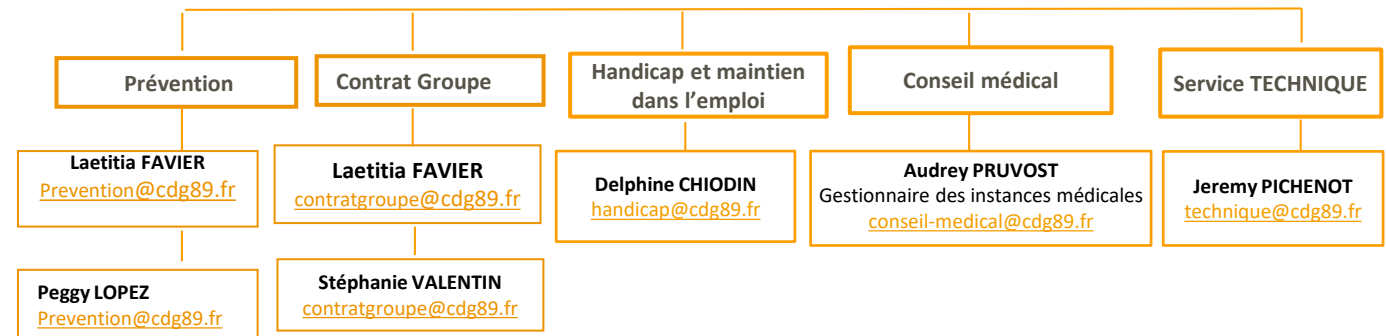 Prévention
Contrat Groupe
Handicap et maintien
dans l'emploi
Conseil médical
Service TECHNIQUE
Laetitia FAVIER
Prevention@cdg89.fr
Laetitia FAVIER
contratgroupe@cdg89.fr
Delphine CHIODIN
handicap@cdg89.fr
Audrey PRUVOST
Gestionnaire des instances médicales
conseil-medical@cdg89.fr
Jeremy PICHENOT
technique@cdg89.fr
Peggy LOPEZ
Prevention@cdg89.fr
Stéphanie VALENTIN
contratgroupe@cdg89.fr